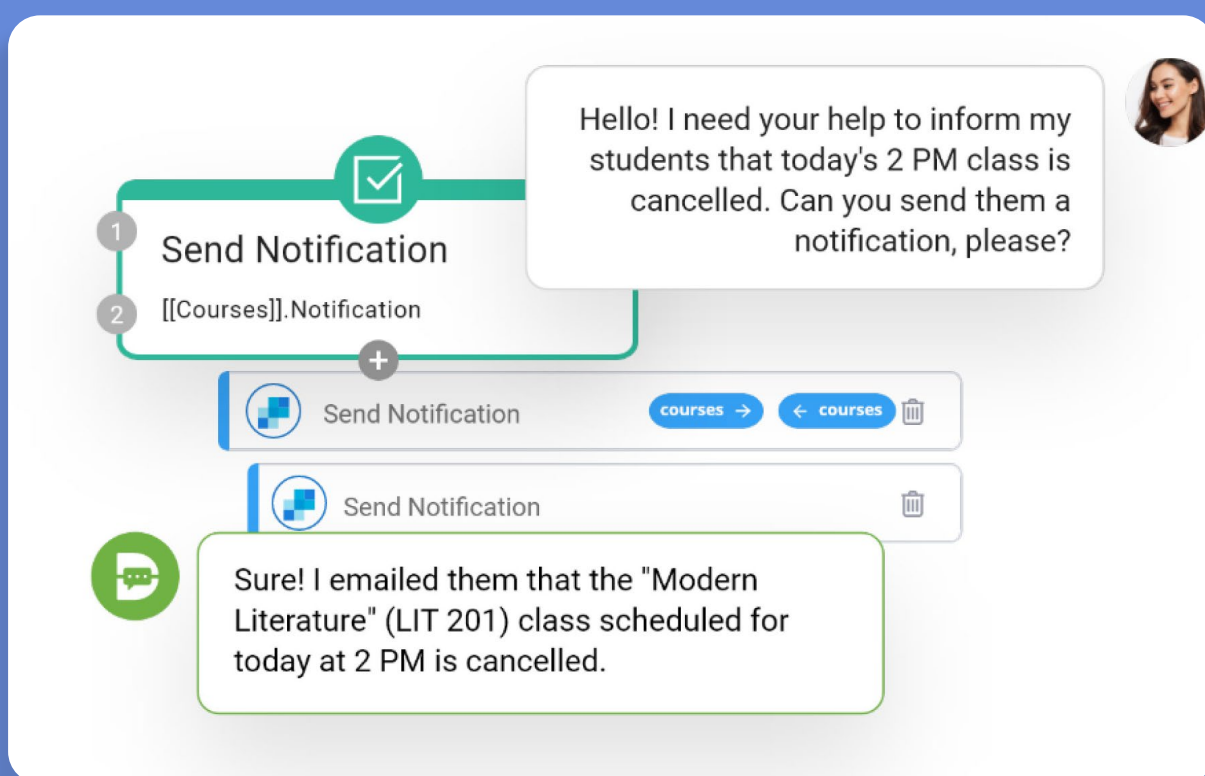 Hello! I need your help to inform my
students that today's 2 PM class is
cancelled. Can you send them a
notification, please?
1
Send Notification
2
[[Courses]].Notification
+
Send Notification
courses →
← courses
Send Notification
Sure! I emailed them that the "Modern
Literature" (LIT 201) class scheduled for
today at 2 PM is cancelled.